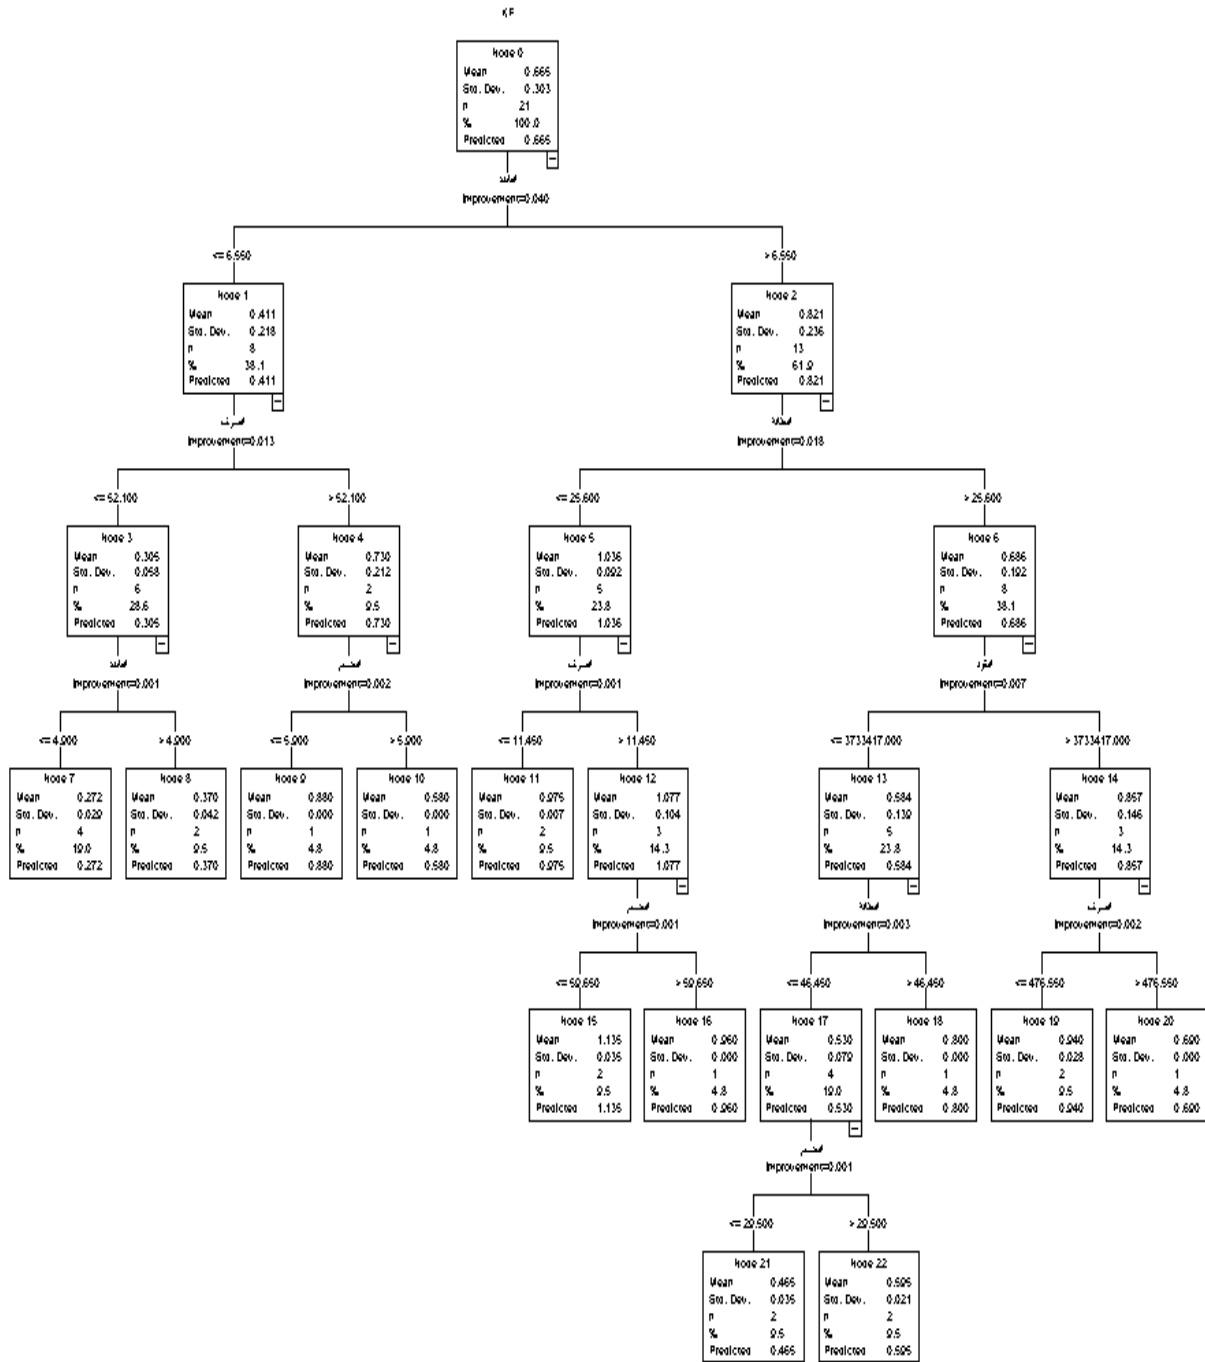 Node 0
Mean 0.665
Std. Dev. 0.303
n 21
% 100.0
Predicted 0.665
Improvement=0.040
<= 6.550
> 6.550
Node 1
Mean 0.411
Std. Dev. 0.218
n 8
% 38.1
Predicted 0.411
Improvement=0.013
Node 2
Mean 0.821
Std. Dev. 0.236
n 13
% 61.9
Predicted 0.821
Improvement=0.018
<= 52.100
> 52.100
<= 25.600
> 25.600
Node 3
Mean 0.305
Std. Dev. 0.058
n 6
% 28.6
Predicted 0.305
Improvement=0.001
Node 4
Mean 0.730
Std. Dev. 0.212
n 2
% 9.5
Predicted 0.730
Improvement=0.002
Node 5
Mean 1.036
Std. Dev. 0.092
n 5
% 23.8
Predicted 1.036
Improvement=0.001
Node 6
Mean 0.686
Std. Dev. 0.192
n 8
% 38.1
Predicted 0.686
Improvement=0.007
<= 4.900
> 4.900
<= 5.900
> 5.900
<= 11.450
> 11.450
<= 3733417.000
> 3733417.000
Node 7
Mean 0.272
Std. Dev. 0.029
n 4
% 19.0
Predicted 0.272
Node 8
Mean 0.370
Std. Dev. 0.042
n 2
% 9.5
Predicted 0.370
Node 9
Mean 0.880
Std. Dev. 0.000
n 1
% 4.8
Predicted 0.880
Node 10
Mean 0.580
Std. Dev. 0.000
n 1
% 4.8
Predicted 0.580
Node 11
Mean 0.975
Std. Dev. 0.007
n 2
% 9.5
Predicted 0.975
Node 12
Mean 1.077
Std. Dev. 0.104
n 3
% 14.3
Predicted 1.077
Improvement=0.001
Node 13
Mean 0.584
Std. Dev. 0.139
n 5
% 23.8
Predicted 0.584
Improvement=0.003
Node 14
Mean 0.857
Std. Dev. 0.146
n 3
% 14.3
Predicted 0.857
Improvement=0.002
<= 59.650
> 59.650
<= 46.450
> 46.450
<= 476.550
> 476.550
Node 15
Mean 1.135
Std. Dev. 0.035
n 2
% 9.5
Predicted 1.135
Node 16
Mean 0.960
Std. Dev. 0.000
n 1
% 4.8
Predicted 0.960
Node 17
Mean 0.530
Std. Dev. 0.079
n 4
% 19.0
Predicted 0.530
Improvement=0.001
Node 18
Mean 0.800
Std. Dev. 0.000
n 1
% 4.8
Predicted 0.800
Node 19
Mean 0.940
Std. Dev. 0.028
n 2
% 9.5
Predicted 0.940
Node 20
Mean 0.690
Std. Dev. 0.000
n 1
% 4.8
Predicted 0.690
<= 29.500
> 29.500
Node 21
Mean 0.465
Std. Dev. 0.035
n 2
% 9.5
Predicted 0.465
Node 22
Mean 0.595
Std. Dev. 0.021
n 2
% 9.5
Predicted 0.595